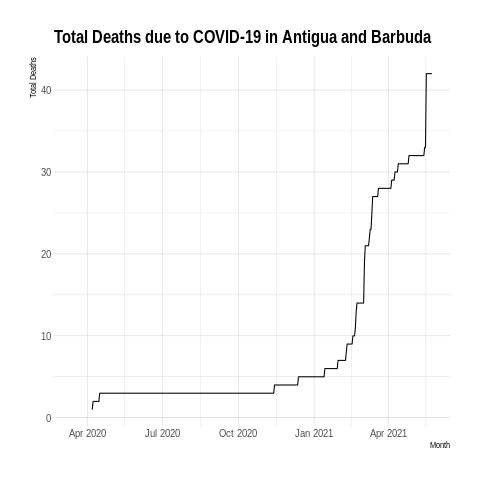 Total Deaths due to COVID-19 in Antigua and Barbuda
Total Deaths
40
30
20
10
0
Apr 2020 Jul 2020 Oct 2020 Jan 2021 Apr 2021
Month